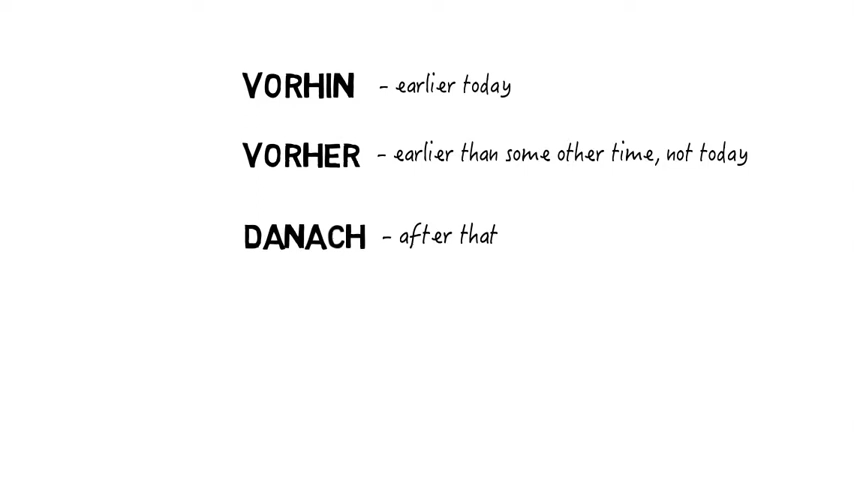 VORHIN - earlier today
VORHER - earlier than some other time, not today
DANACH - after that